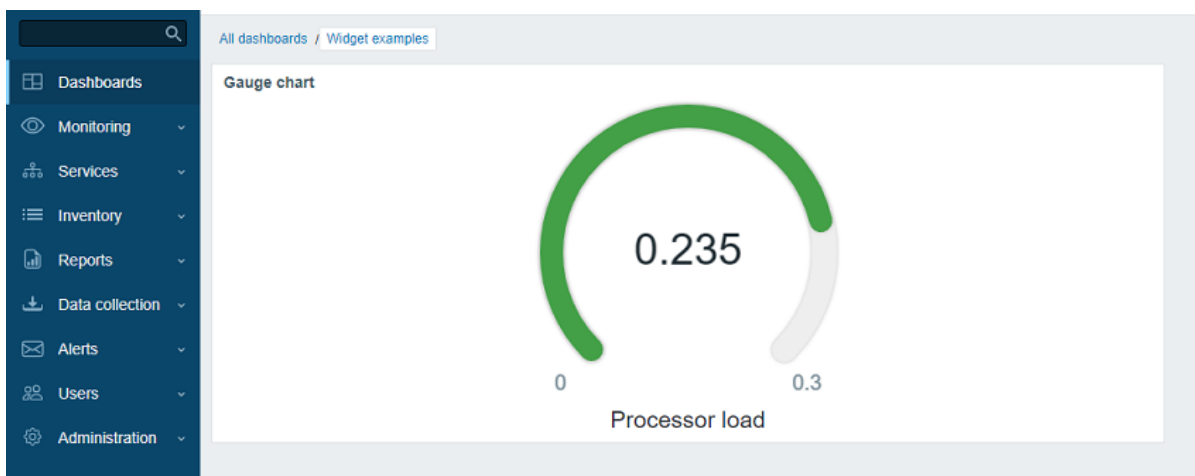 All dashboards / Widget examples
Dashboards
Monitoring
Services
Inventory
Reports
Data collection
Alerts
Users
Administration
Gauge chart
0.235
0 0.3
Processor load